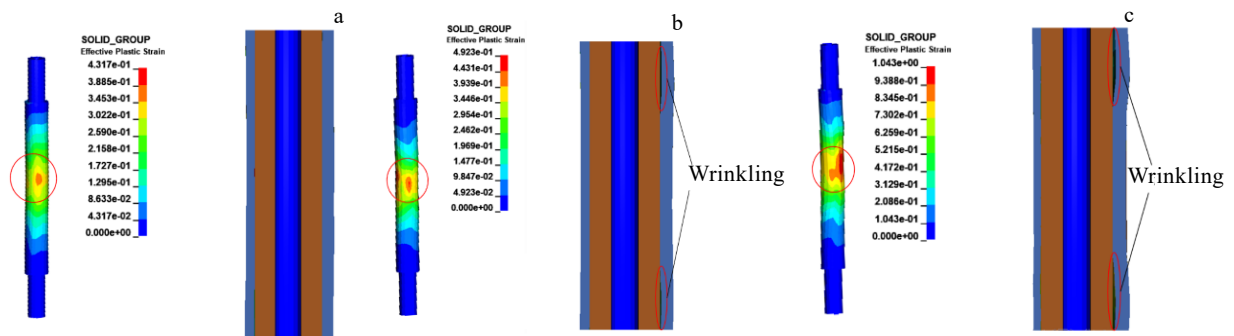 a
SOLID_GROUP
Effective Plastic Strain
4.317e-01
3.885e-01
3.453e-01
3.022e-01
2.590e-01
2.158e-01
1.727e-01
1.295e-01
8.633e-02
4.317e-02
0.000e+00
b
SOLID_GROUP
Effective Plastic Strain
4.923e-01
4.431e-01
3.939e-01
3.446e-01
2.954e-01
2.462e-01
1.969e-01
1.477e-01
9.847e-02
4.923e-02
0.000e+00
Wrinkling
c
SOLID_GROUP
Effective Plastic Strain
1.043e+00
9.388e-01
8.345e-01
7.302e-01
6.259e-01
5.215e-01
4.172e-01
3.129e-01
2.086e-01
1.043e-01
0.000e+00
Wrinkling